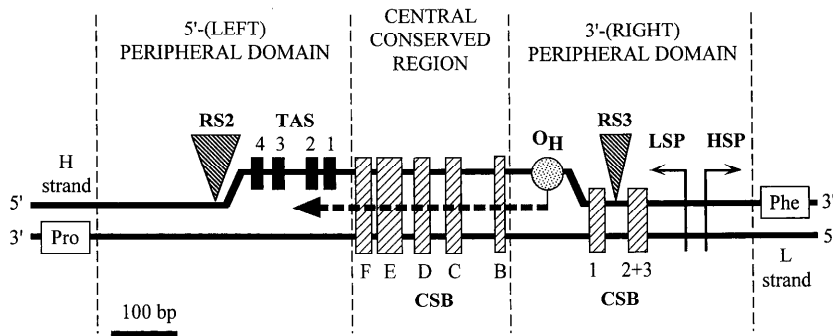 5'-(LEFT)
PERIPHERAL DOMAIN
CENTRAL
CONSERVED
REGION
3'-(RIGHT)
PERIPHERAL DOMAIN
RS2
TAS
4 3 2 1
OH
RS3
LSP
HSP
H
strand
5'
3'
Pro
Phe
3'
5'
L
strand
F E D C B
CSB
1 2+3
CSB
100 bp